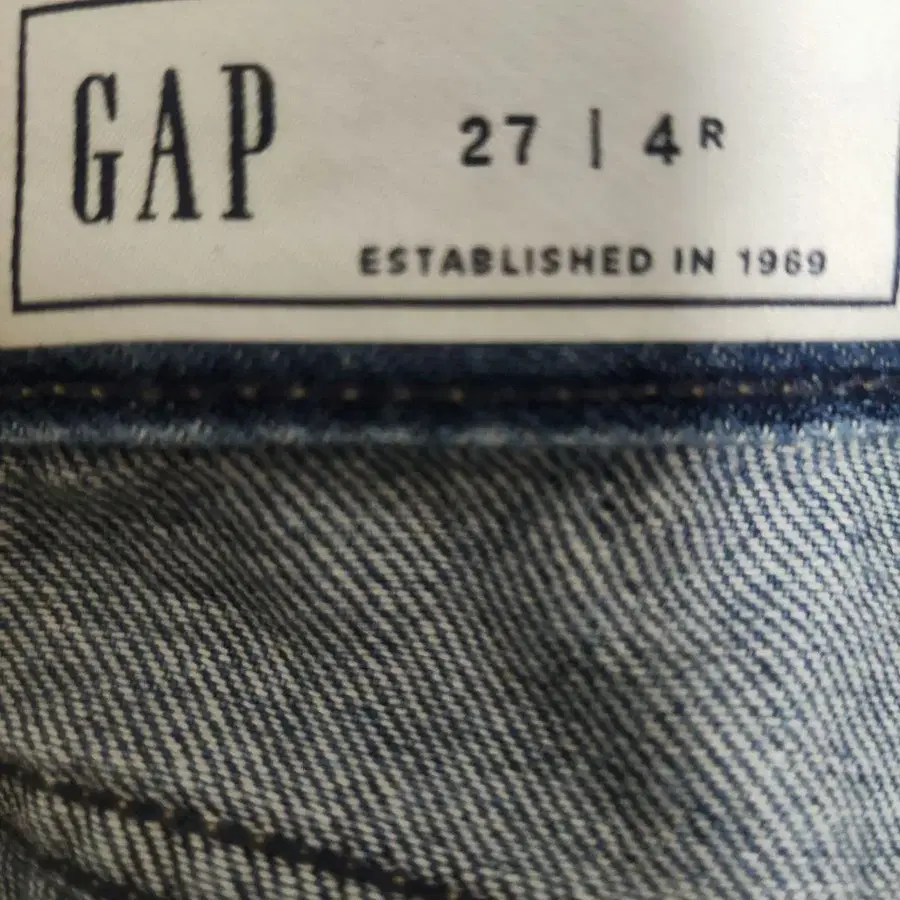 GAP
27 | 4R
ESTABLISHED IN 1969